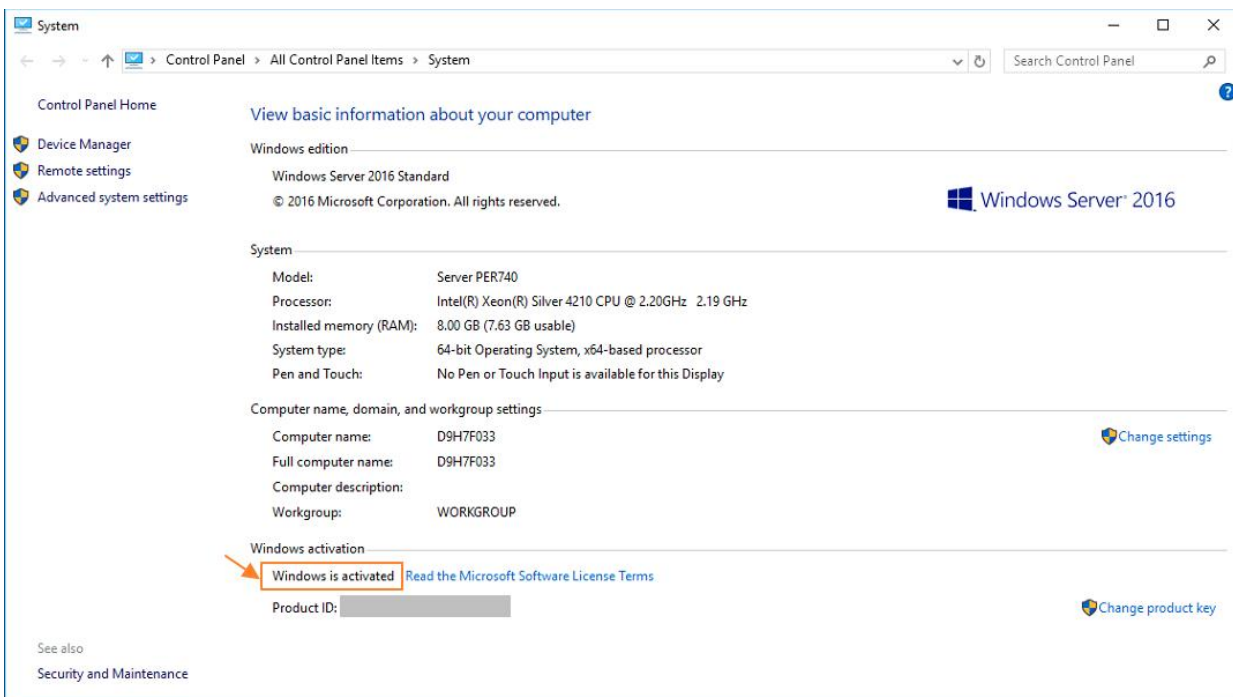 System
Control Panel > All Control Panel Items > System
Search Control Panel
Control Panel Home
Device Manager
Remote settings
Advanced system settings
View basic information about your computer
Windows edition
Windows Server 2016 Standard
© 2016 Microsoft Corporation. All rights reserved.
Windows Server® 2016
System
Model: Server PER740
Processor: Intel(R) Xeon(R) Silver 4210 CPU @ 2.20GHz 2.19 GHz
Installed memory (RAM): 8.00 GB (7.63 GB usable)
System type: 64-bit Operating System, x64-based processor
Pen and Touch: No Pen or Touch Input is available for this Display
Computer name, domain, and workgroup settings
Computer name: D9H7F033
Change settings
Full computer name: D9H7F033
Computer description:
Workgroup: WORKGROUP
Windows activation
Windows is activated Read the Microsoft Software License Terms
Product ID:
Change product key
See also
Security and Maintenance